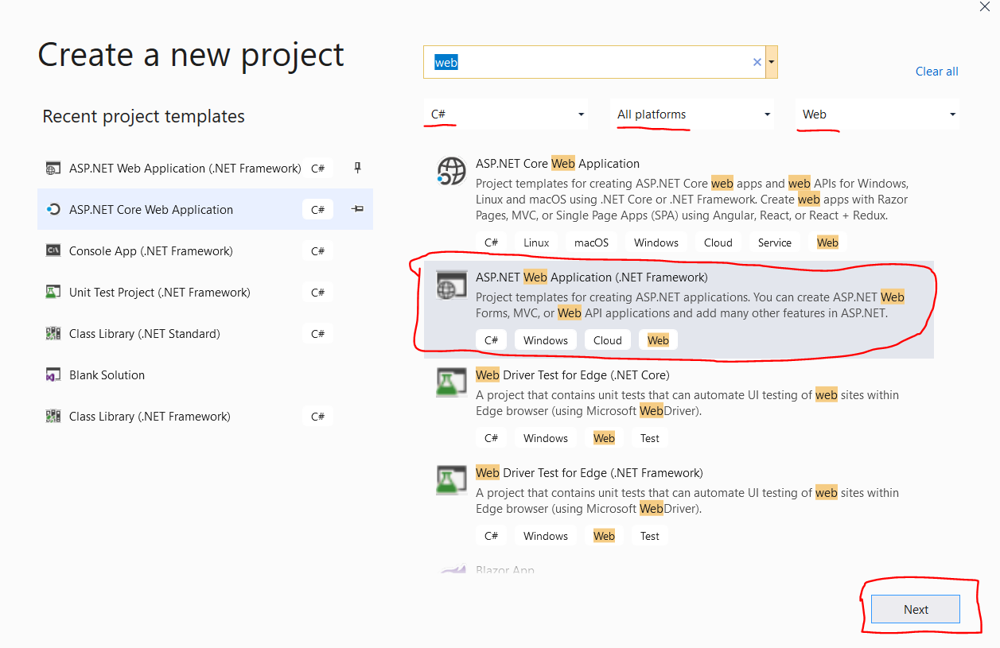 Create a new project
Recent project templates
ASP.NET Web Application (.NET Framework) C#
ASP.NET Core Web Application C#
Console App (.NET Framework) C#
Unit Test Project (.NET Framework) C#
Class Library (.NET Standard) C#
Blank Solution
Class Library (.NET Framework) C#
web
Clear all
C# All platforms Web
ASP.NET Core Web Application
Project templates for creating ASP.NET Core web apps and web APIs for Windows,
Linux and macOS using .NET Core or .NET Framework. Create web apps with Razor
Pages, MVC, or Single Page Apps (SPA) using Angular, React, or React + Redux.
C# Linux macOS Windows Cloud Service Web
ASP.NET Web Application (.NET Framework)
Project templates for creating ASP.NET applications. You can create ASP.NET Web
Forms, MVC, or Web API applications and add many other features in ASP.NET.
C# Windows Cloud Web
Web Driver Test for Edge (.NET Core)
A project that contains unit tests that can automate UI testing of web sites within
Edge browser (using Microsoft WebDriver).
C# Windows Web Test
Web Driver Test for Edge (.NET Framework)
A project that contains unit tests that can automate UI testing of web sites within
Edge browser (using Microsoft WebDriver).
C# Windows Web Test
Blazor App
Next